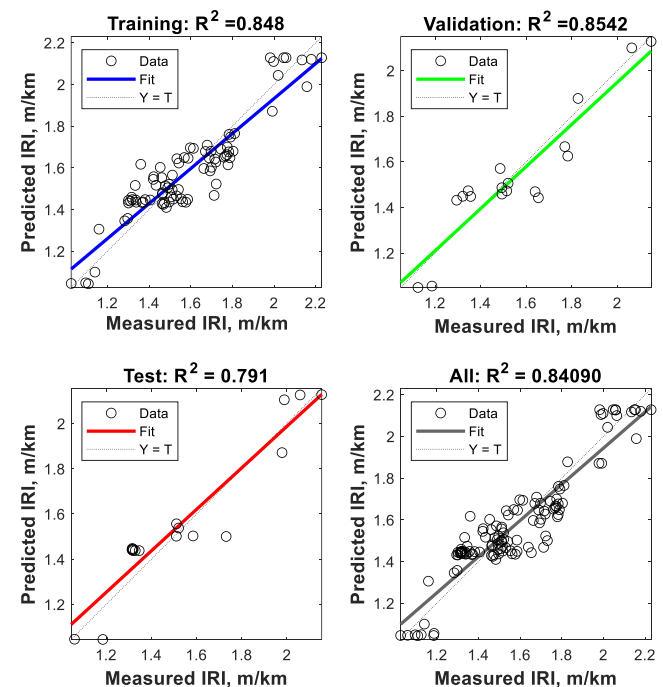 Training: R2 =0.848
2.2
2
1.8
1.6
1.4
1.2
Predicted IRI, m/km
Data
Fit
Y = T
1.2 1.4 1.6 1.8 2 2.2
Measured IRI, m/km
Validation: R2 = 0.8542
2
1.8
1.6
1.4
1.2
Predicted IRI, m/km
Data
Fit
Y = T
1.2 1.4 1.6 1.8 2
Measured IRI, m/km
Test: R2 = 0.791
2
1.8
1.6
1.4
1.2
Predicted IRI, m/km
Data
Fit
Y = T
1.2 1.4 1.6 1.8 2
Measured IRI, m/km
All: R2 = 0.84090
2.2
2
1.8
1.6
1.4
1.2
Predicted IRI, m/km
Data
Fit
Y = T
1.2 1.4 1.6 1.8 2 2.2
Measured IRI, m/km